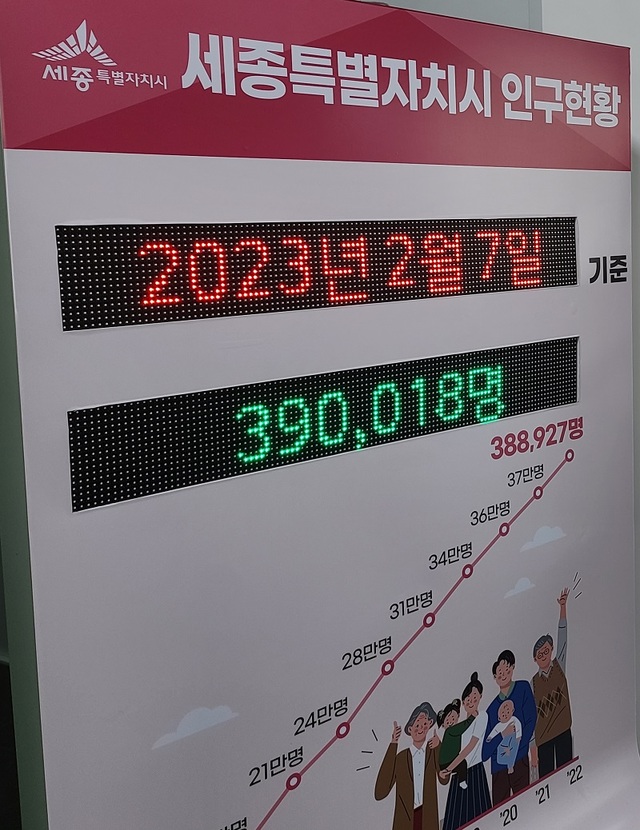 세종특별자치시
세종특별자치시 인구현황
2023년 2월 7일
기준
390,018명
388,927명
37만명
36만명
34만명
31만명
28만명
24만명
21만명
'20
'21
'22